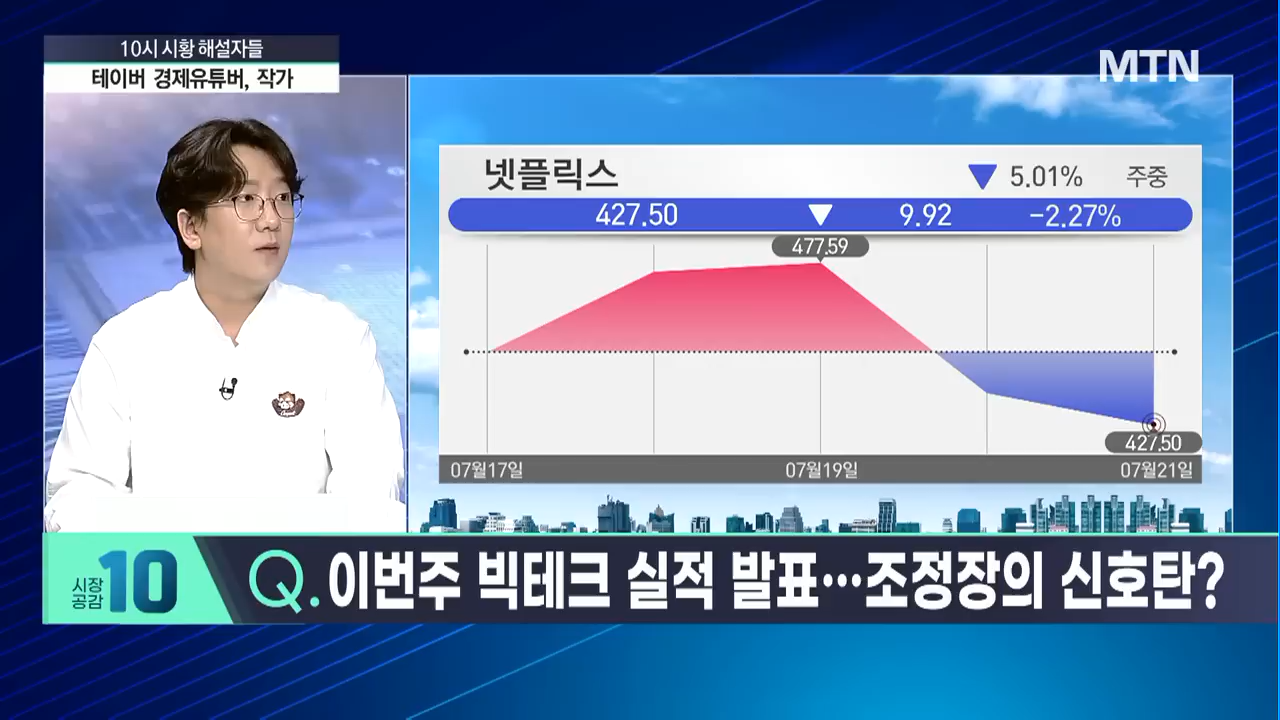 10시 시황 해설자들
테이버 경제유튜버, 작가
MTN
넷플릭스 ▼ 5.01% 주중
427.50 ▼ 9.92 -2.27%
477.59
427.50
07월17일 07월19일 07월21일
시장
공감
10
Q. 이번주 빅테크 실적 발표…조정장의 신호탄?